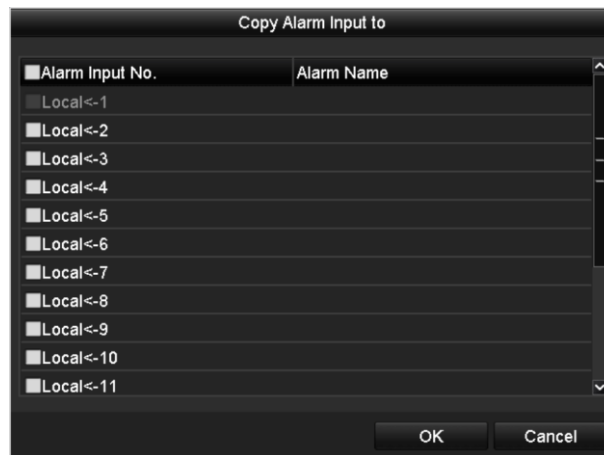 Copy Alarm Input to
Alarm Input No. Alarm Name
Local<-1
Local<-2
Local<-3
Local<-4
Local<-5
Local<-6
Local<-7
Local<-8
Local<-9
Local<-10
Local<-11
OK Cancel